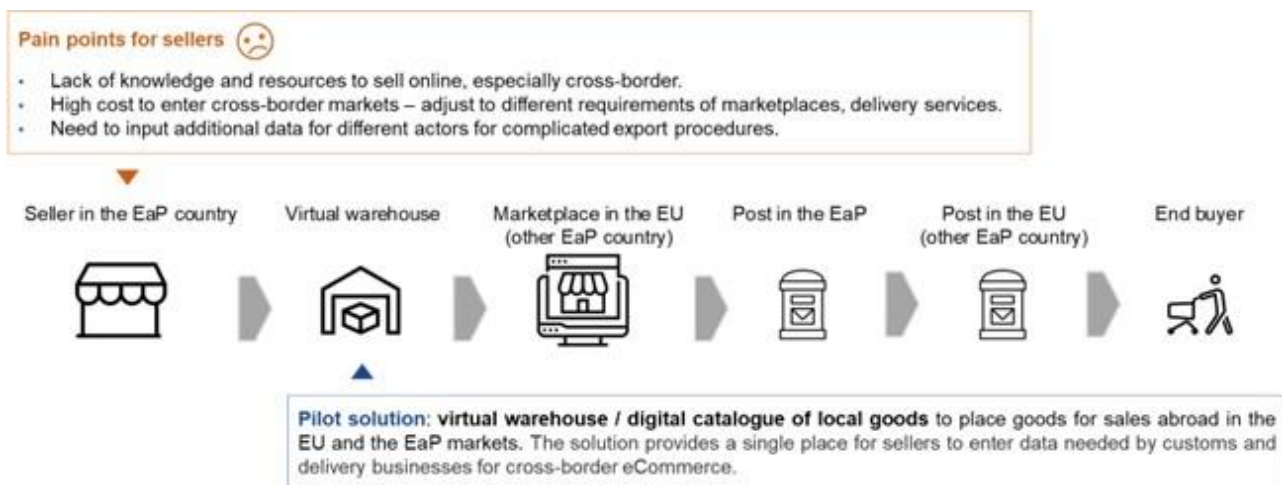 Pain points for sellers
• Lack of knowledge and resources to sell online, especially cross-border.
• High cost to enter cross-border markets – adjust to different requirements of marketplaces, delivery services.
• Need to input additional data for different actors for complicated export procedures.
Seller in the EaP country
Virtual warehouse
Marketplace in the EU
(other EaP country)
Post in the EaP
Post in the EU
(other EaP country)
End buyer
Pilot solution: virtual warehouse / digital catalogue of local goods to place goods for sales abroad in the
EU and the EaP markets. The solution provides a single place for sellers to enter data needed by customs and
delivery businesses for cross-border eCommerce.